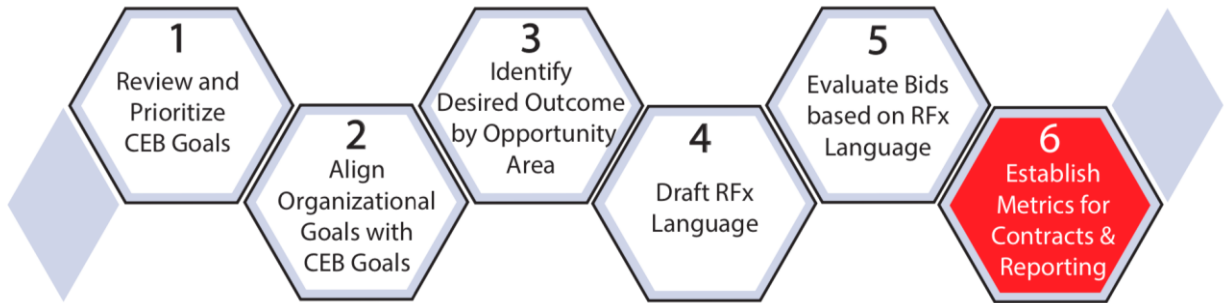 1
Review and
Prioritize
CEB Goals
2
Align
Organizational
Goals with
CEB Goals
3
Identify
Desired Outcome
by Opportunity
Area
4
Draft RFx
Language
5
Evaluate Bids
based on RFx
Language
6
Establish
Metrics for
Contracts &
Reporting